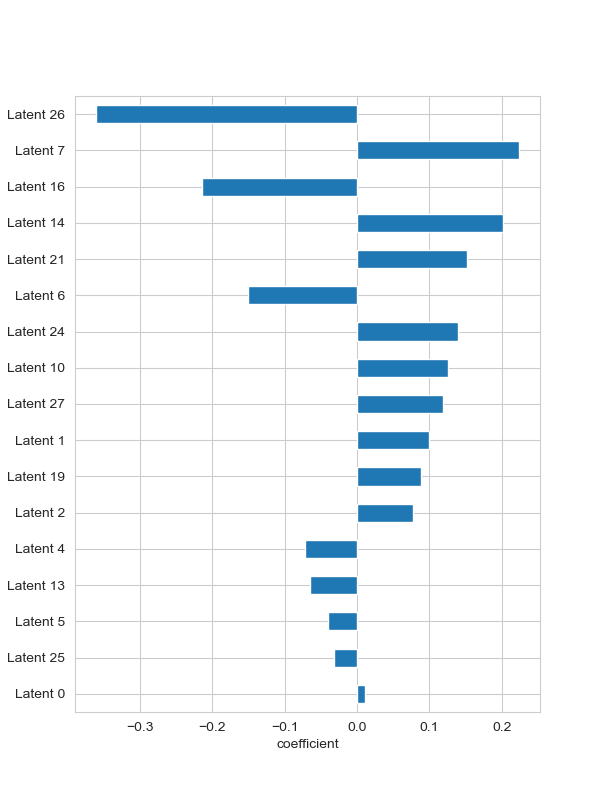 Latent 26
Latent 7
Latent 16
Latent 14
Latent 21
Latent 6
Latent 24
Latent 10
Latent 27
Latent 1
Latent 19
Latent 2
Latent 4
Latent 13
Latent 5
Latent 25
Latent 0
−0.3 −0.2 −0.1 0.0 0.1 0.2
coefficient